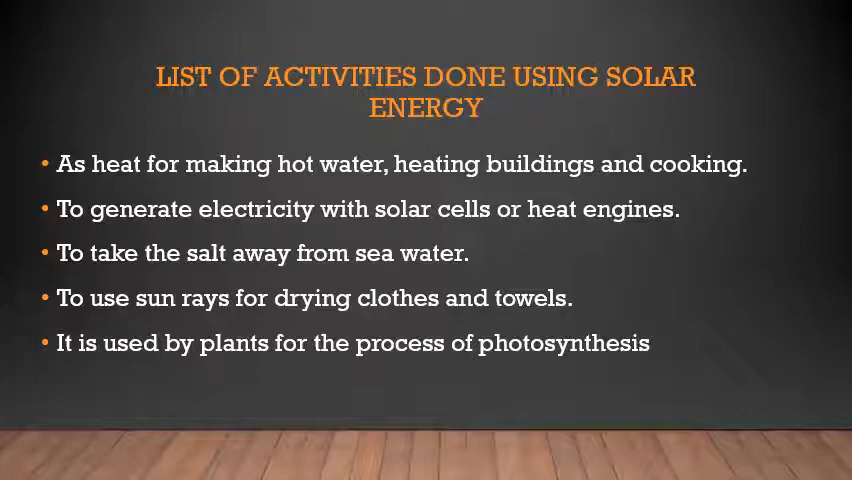 LIST OF ACTIVITIES DONE USING SOLAR
ENERGY
• As heat for making hot water, heating buildings and cooking.
• To generate electricity with solar cells or heat engines.
• To take the salt away from sea water.
• To use sun rays for drying clothes and towels.
• It is used by plants for the process of photosynthesis